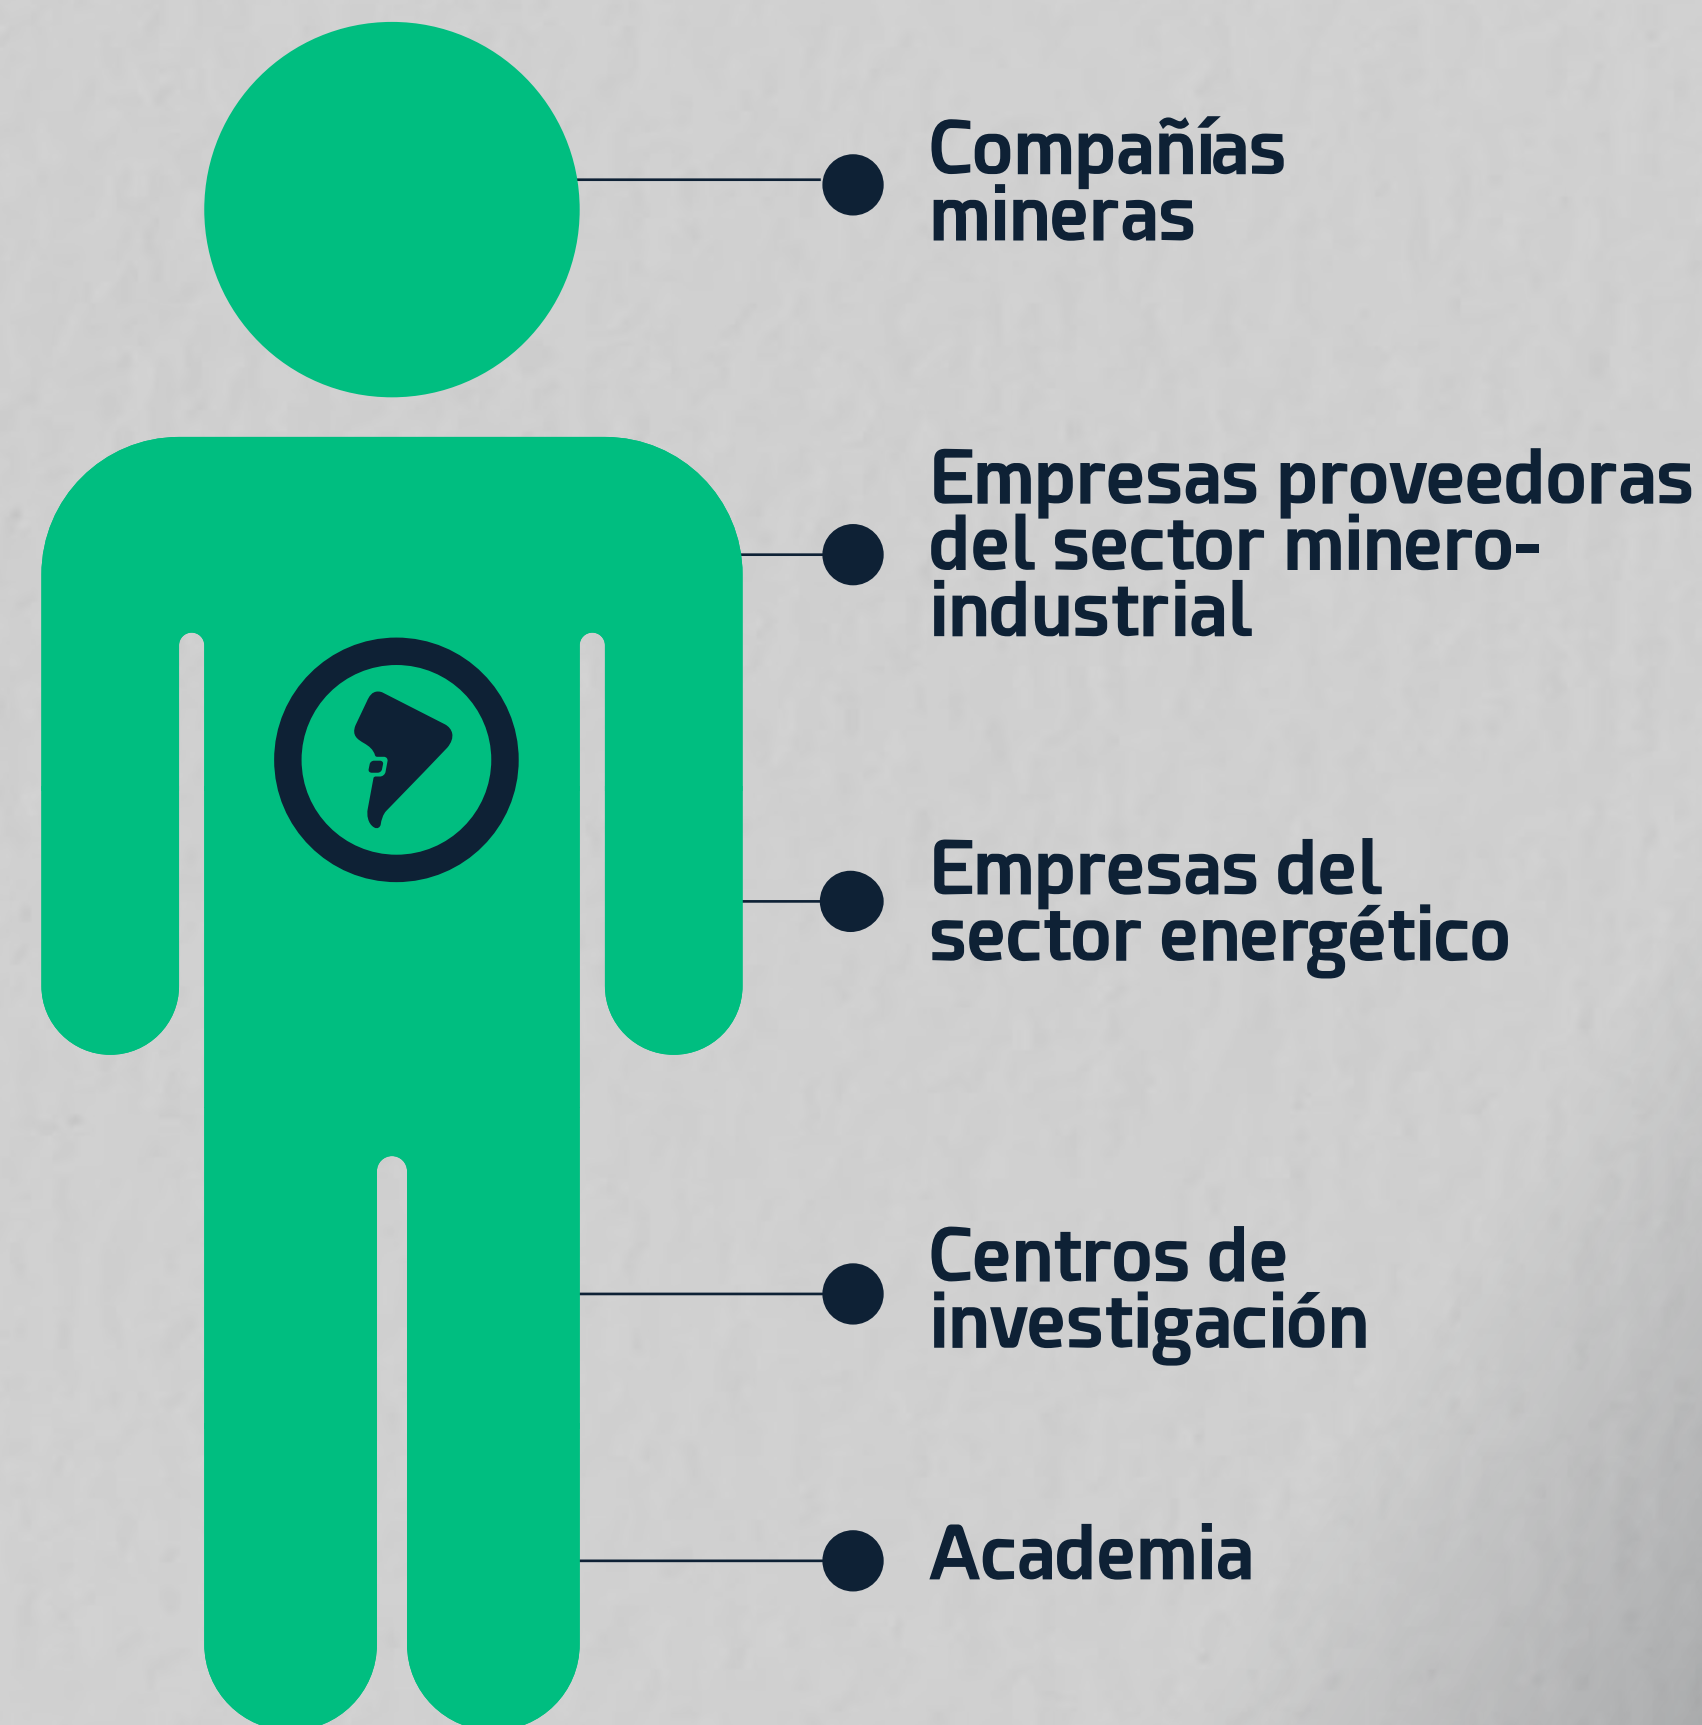 Compañías
mineras
Empresas proveedoras
del sector minero-
industrial
Empresas del
sector energético
Centros de
investigación
Academia